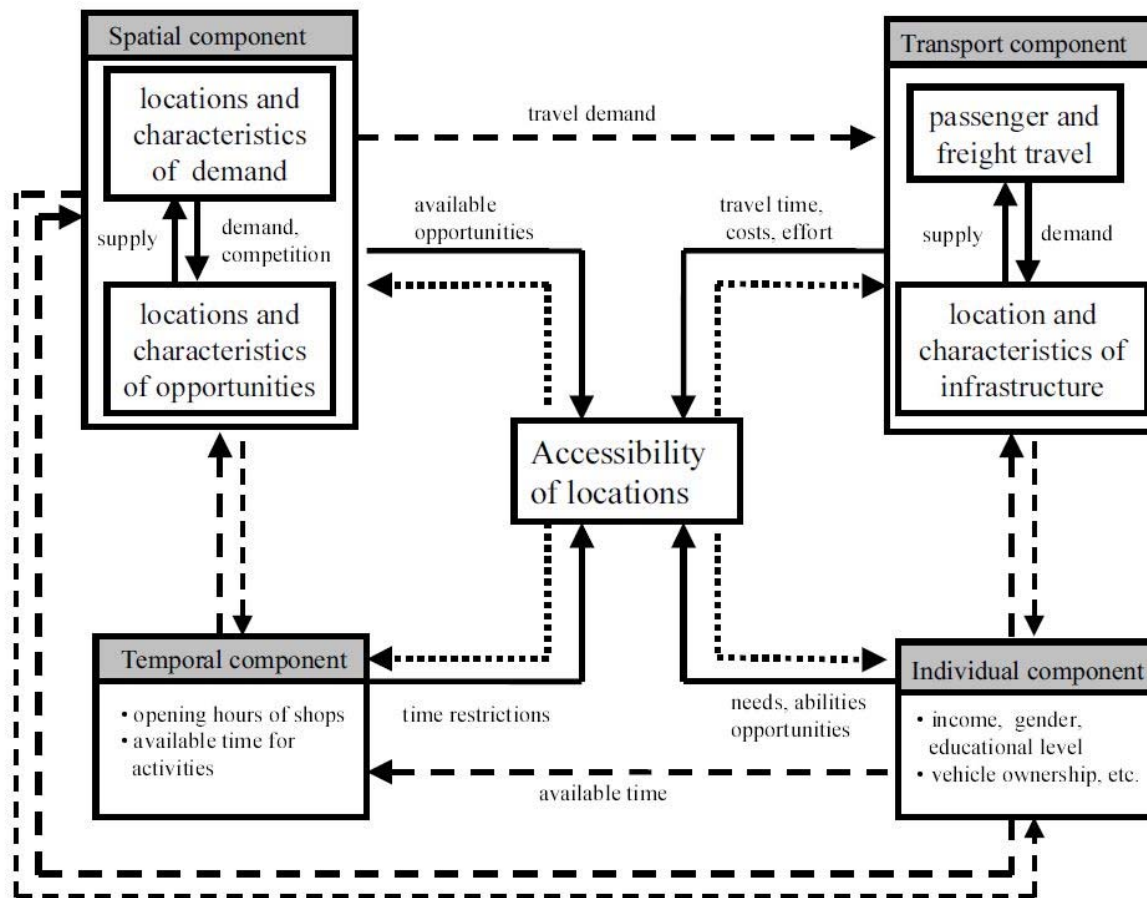 Spatial component
locations and
characteristics
of demand
supply
demand,
competition
locations and
characteristics
of opportunities
travel demand
available
opportunities
travel time,
costs, effort
Transport component
passenger and
freight travel
supply
demand
location and
characteristics of
infrastructure
Accessibility
of locations
Temporal component
• opening hours of shops
• available time for
activities
time restrictions
needs, abilities
opportunities
available time
Individual component
• income, gender,
educational level
• vehicle ownership, etc.